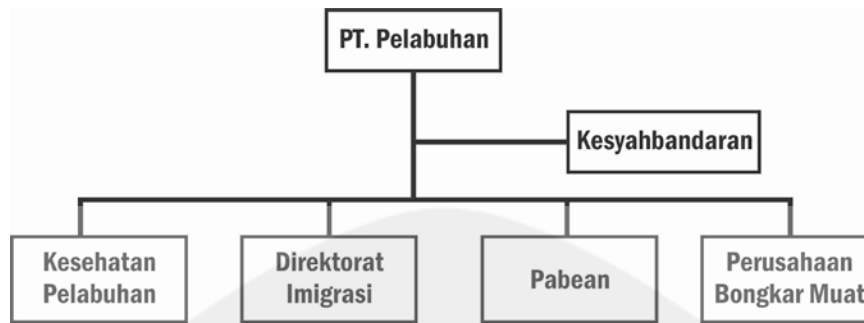 PT. Pelabuhan
Kesyahbandaran
Kesehatan
Pelabuhan
Direktorat
Imigrasi
Pabean
Perusahaan
Bongkar Muat